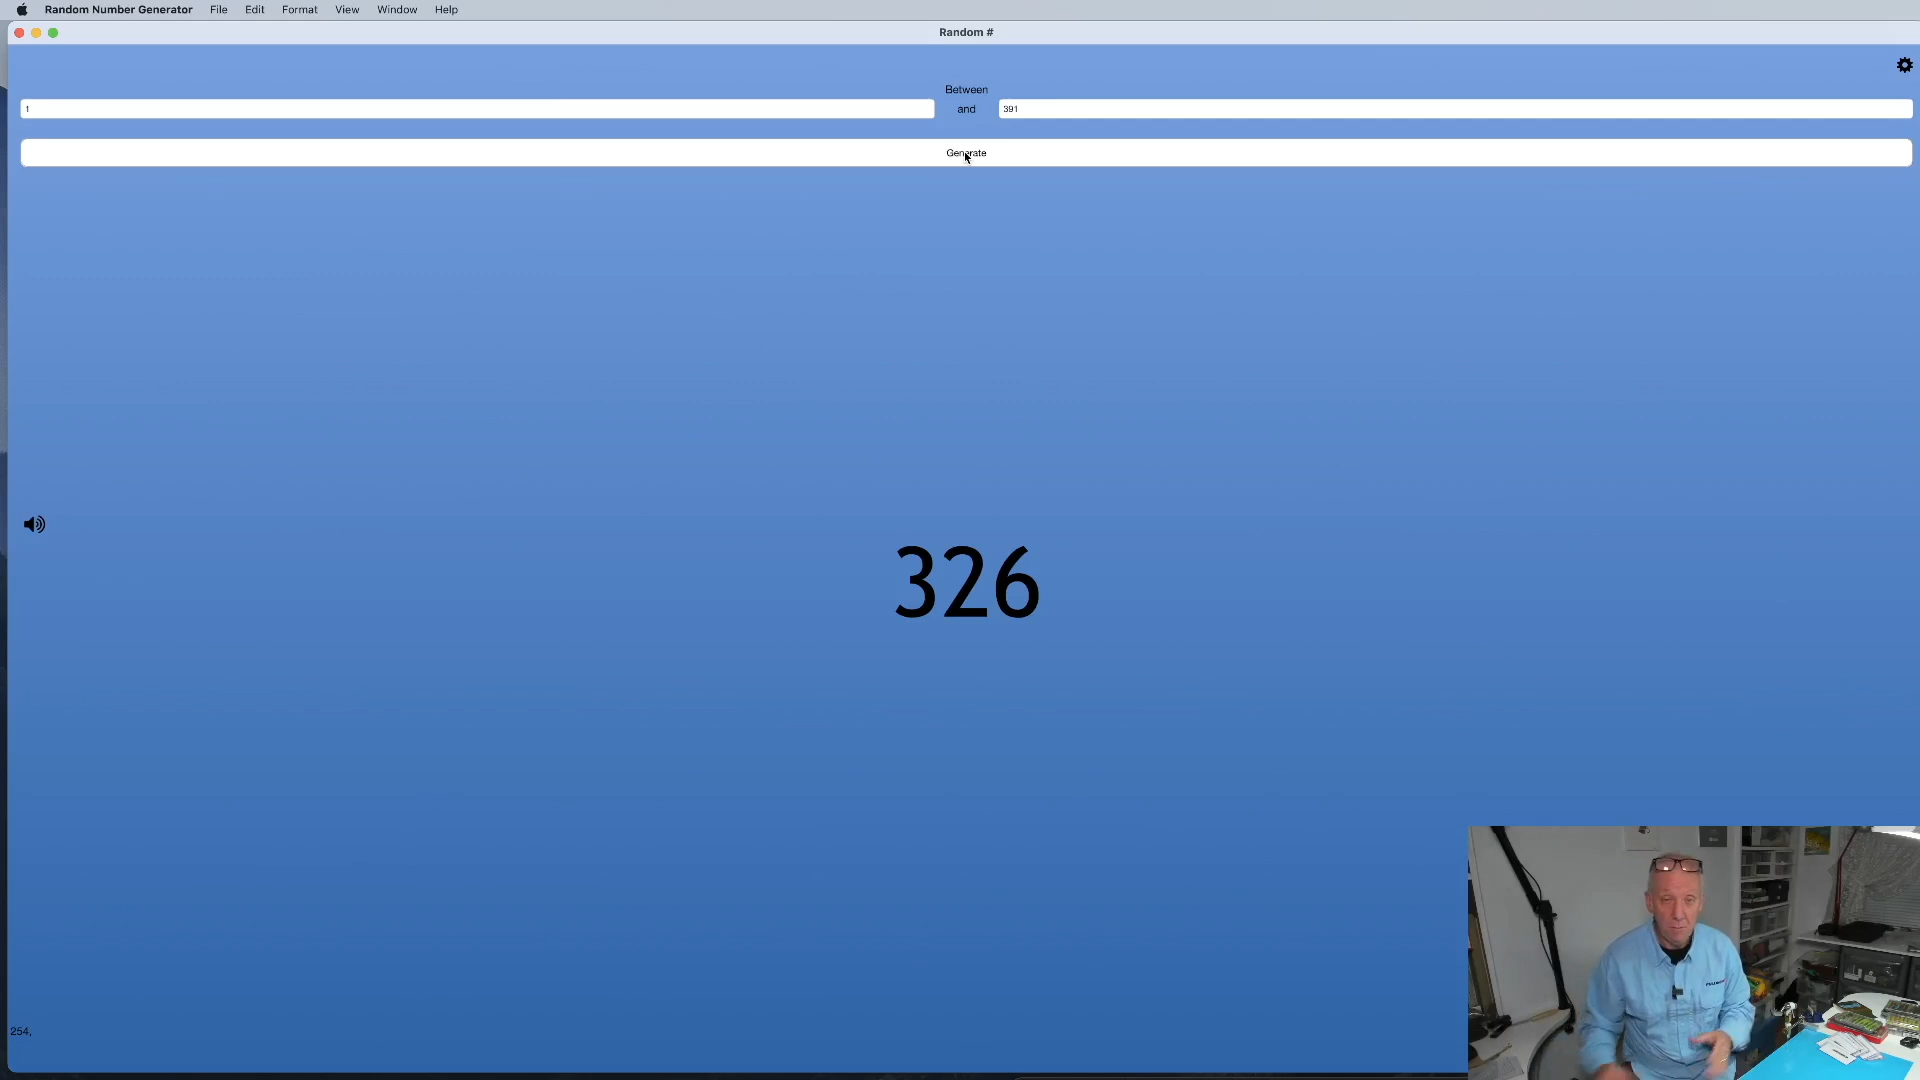 Random Number Generator File Edit Format View Window Help
Random #
Between
1 and 391
Generate
326
254,